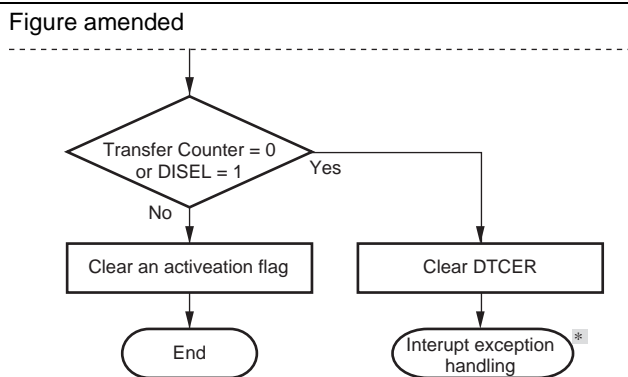 Figure amended
Transfer Counter = 0
or DISEL = 1
Yes
No
Clear an activeation flag
Clear DTCER
End
Interupt exception
handling
*